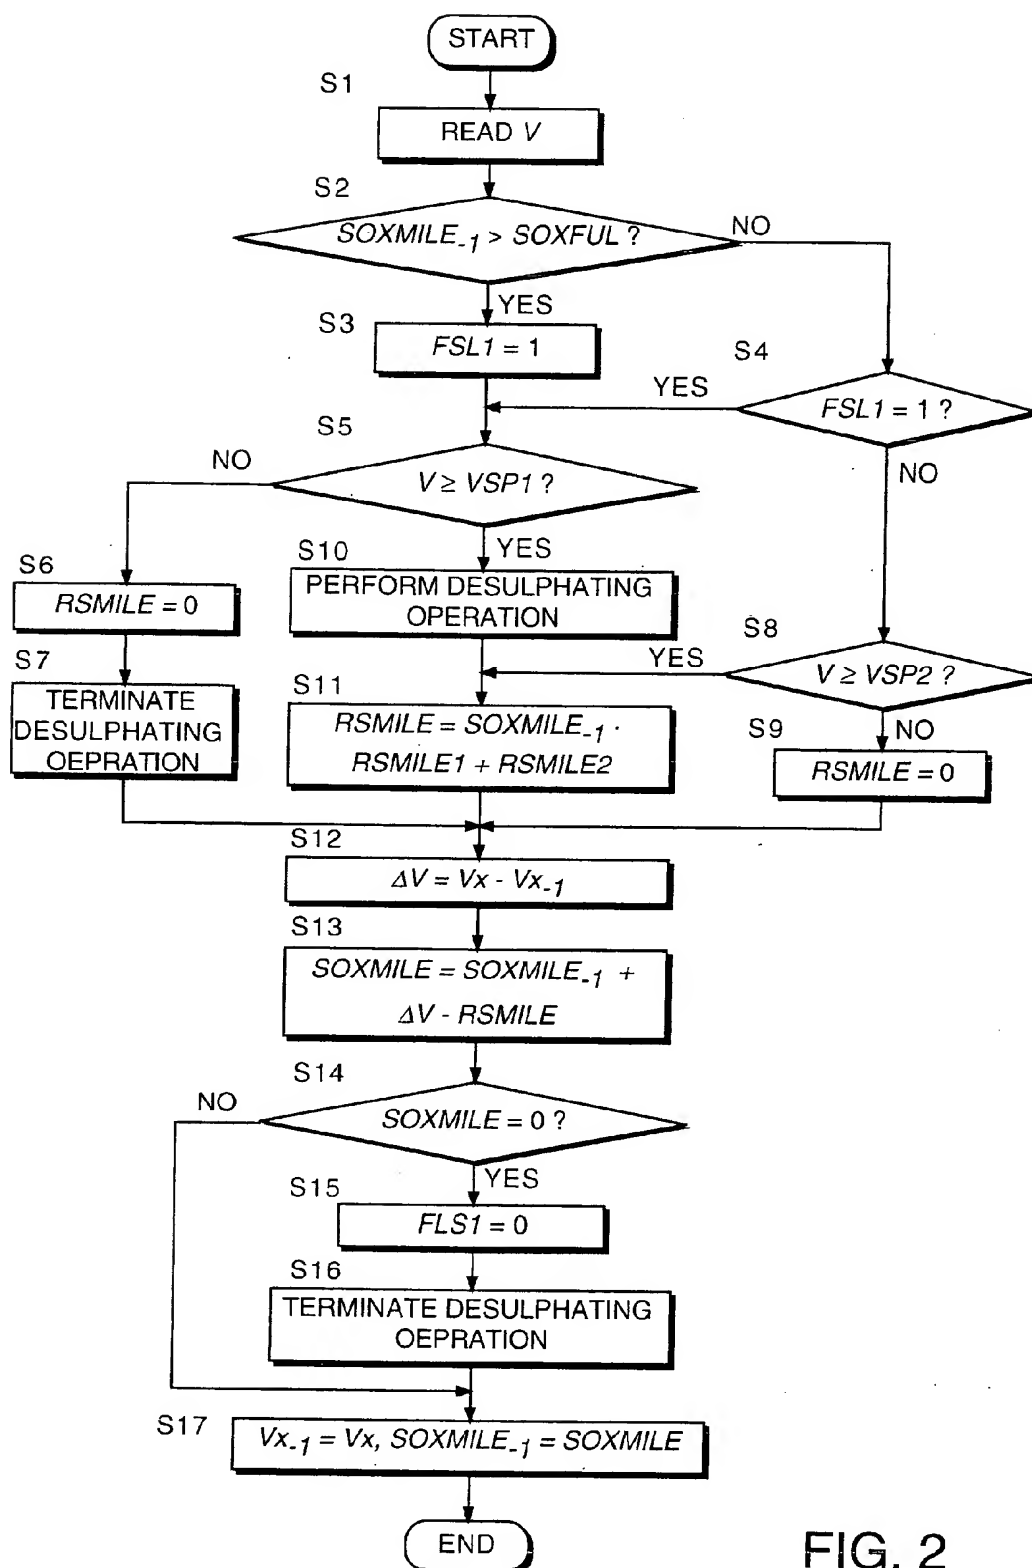 START
S1
READ V
S2
SOXMILE-1 > SOXFUL ?
NO
YES
S3
FSL1 = 1
S4
YES
FSL1 = 1 ?
S5
NO
V ≥ VSP1 ?
NO
S10
YES
S6
RSMILE = 0
PERFORM DESULPHATING
OPERATION
S8
S7
YES
V ≥ VSP2 ?
TERMINATE
DESULPHATING
OEPRATION
S11
RSMILE = SOXMILE-1 ·
RSMILE1 + RSMILE2
S9
NO
RSMILE = 0
S12
ΔV = Vx - Vx-1
S13
SOXMILE = SOXMILE-1 +
ΔV - RSMILE
S14
NO
SOXMILE = 0 ?
YES
S15
FLS1 = 0
S16
TERMINATE DESULPHATING
OEPRATION
S17
Vx-1 = Vx, SOXMILE-1 = SOXMILE
END
FIG. 2